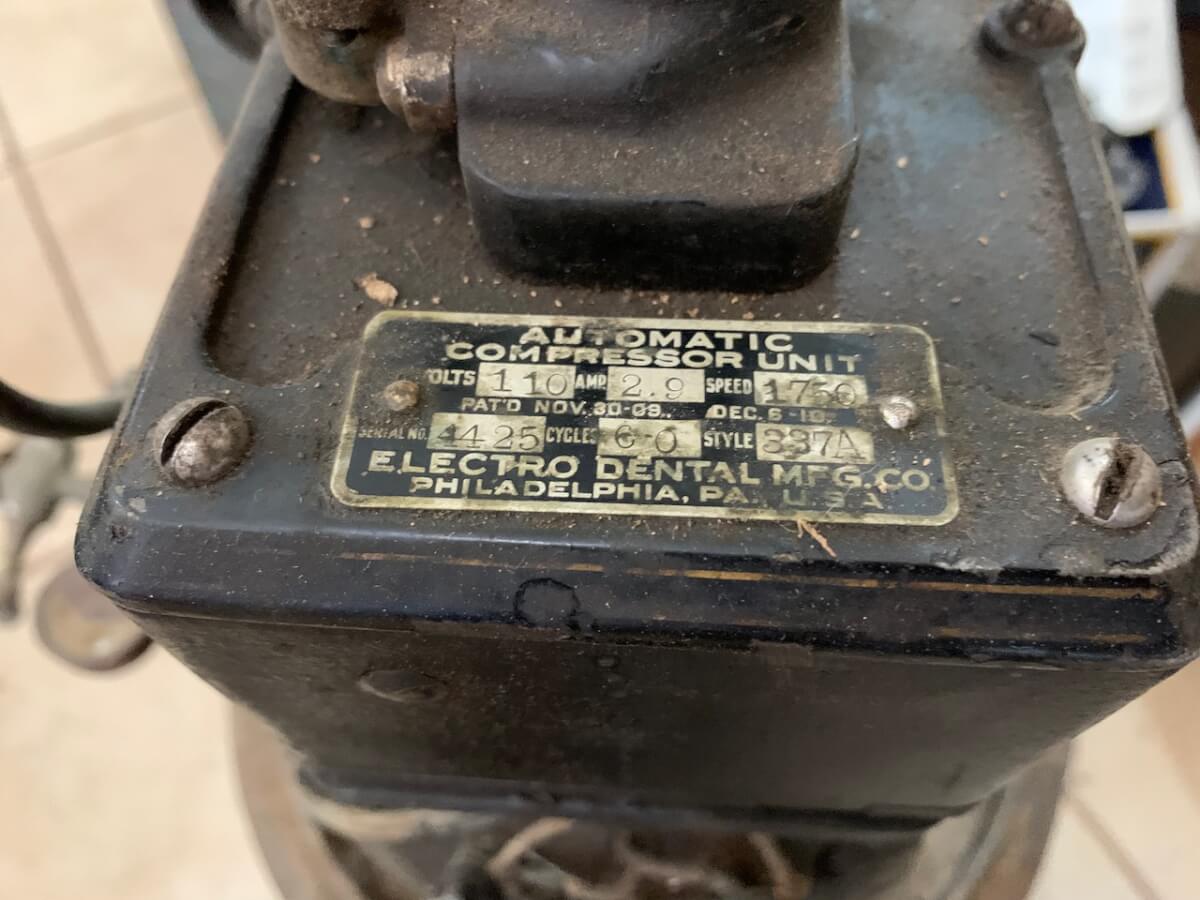 AUTOMATIC
COMPRESSOR UNIT
VOLTS 110 AMP. 2.9 SPEED 1750
PAT'D NOV. 30-09. DEC. 6-10.
SERIAL NO. 4425 CYCLES 60 STYLE 337A
ELECTRO DENTAL MFG. CO
PHILADELPHIA, PA. U.S.A